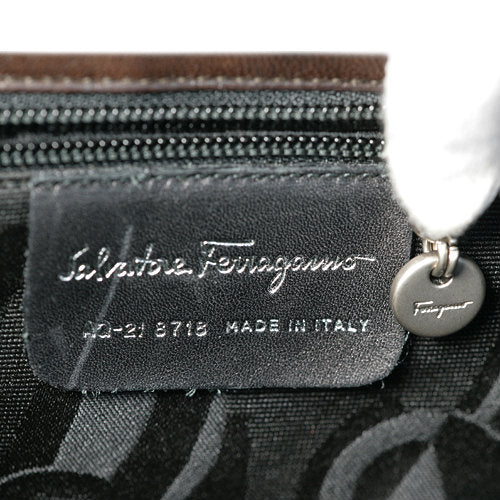 Salvatore Ferragamo
AQ-21 8718 MADE IN ITALY
Ferragamo